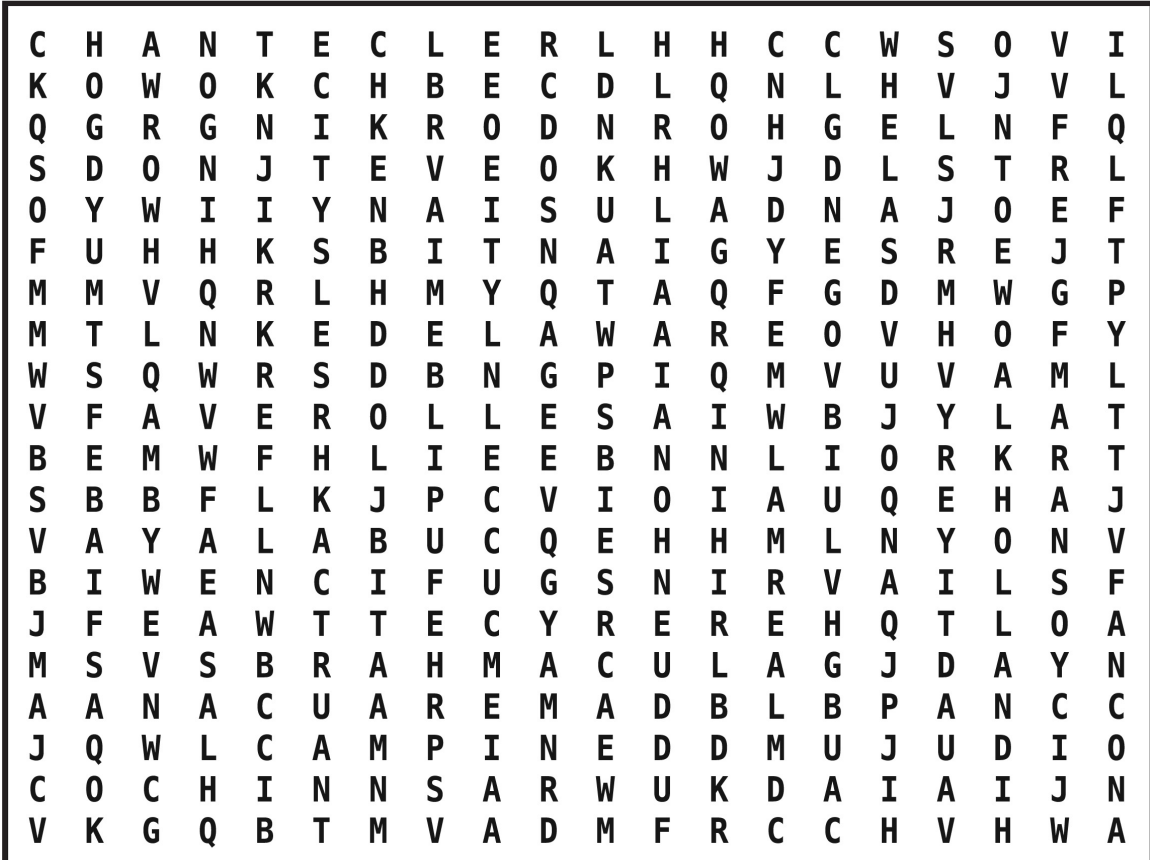 C H A N T E C L E R L H H C C W S O V I
K O W O K C H B E C D L Q N L H V J V L
Q G R G N I K R O D N R O H G E L N F Q
S D O N J T E V E O K H W J D L S T R L
O Y W I I Y N A I S U L A D N A J O E F
F U H H K S B I T N A I G Y E S R E J T
M M V Q R L H M Y Q T A Q F G D M W G P
M T L N K E D E L A W A R E O V H O F Y
W S Q W R S D B N G P I Q M V U V A M L
V F A V E R O L L E S A I W B J Y L A T
B E M W F H L I E E B N N L I O R K R T
S B B F L K J P C V I O I A U Q E H A J
V A Y A L A B U C Q E H H M L N Y O N V
B I W E N C I F U G S N I R V A I L S F
J F E A W T T E C Y R E R E H Q T L O A
M S V S B R A H M A C U L A G J D A Y N
A A N A C U A R E M A D B L B P A N C C
J Q W L C A M P I N E D D M U J U D I O
C O C H I N N S A R W U K D A I A I J N
V K G Q B T M V A D M F R C C H V H W A